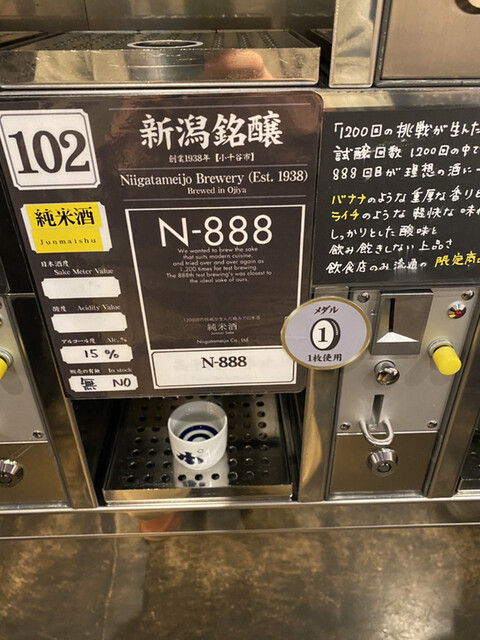 102
新潟銘醸
創業1938年【小千谷市】
Niigatameijo Brewery (Est. 1938)
Brewed in Ojiya
純米酒
Junmaishu
日本酒度
Sake Meter Value
酸度 Acidity Value
アルコール度 Alc. %
15 %
販売の有無 In stock
無 NO
N-888
We wanted to brew the sake
that suits modern cuisine,
and tried over and over again as
1,200 times for test brewing.
The 888th test brewing's was closest to
the ideal sake of ours.
純米酒
Niigatameijo Co., Ltd.
N-888
メダル
1
1枚使用
「1200回の挑戦が生んだ
試醸回数 1200回の中で
888回目が理想の酒に
バナナのような重厚な香りと
ライチのような軽快な味
しっかりとした酸味と
飲み飽きしない上品さ
飲食店のみ流通の 限定商品